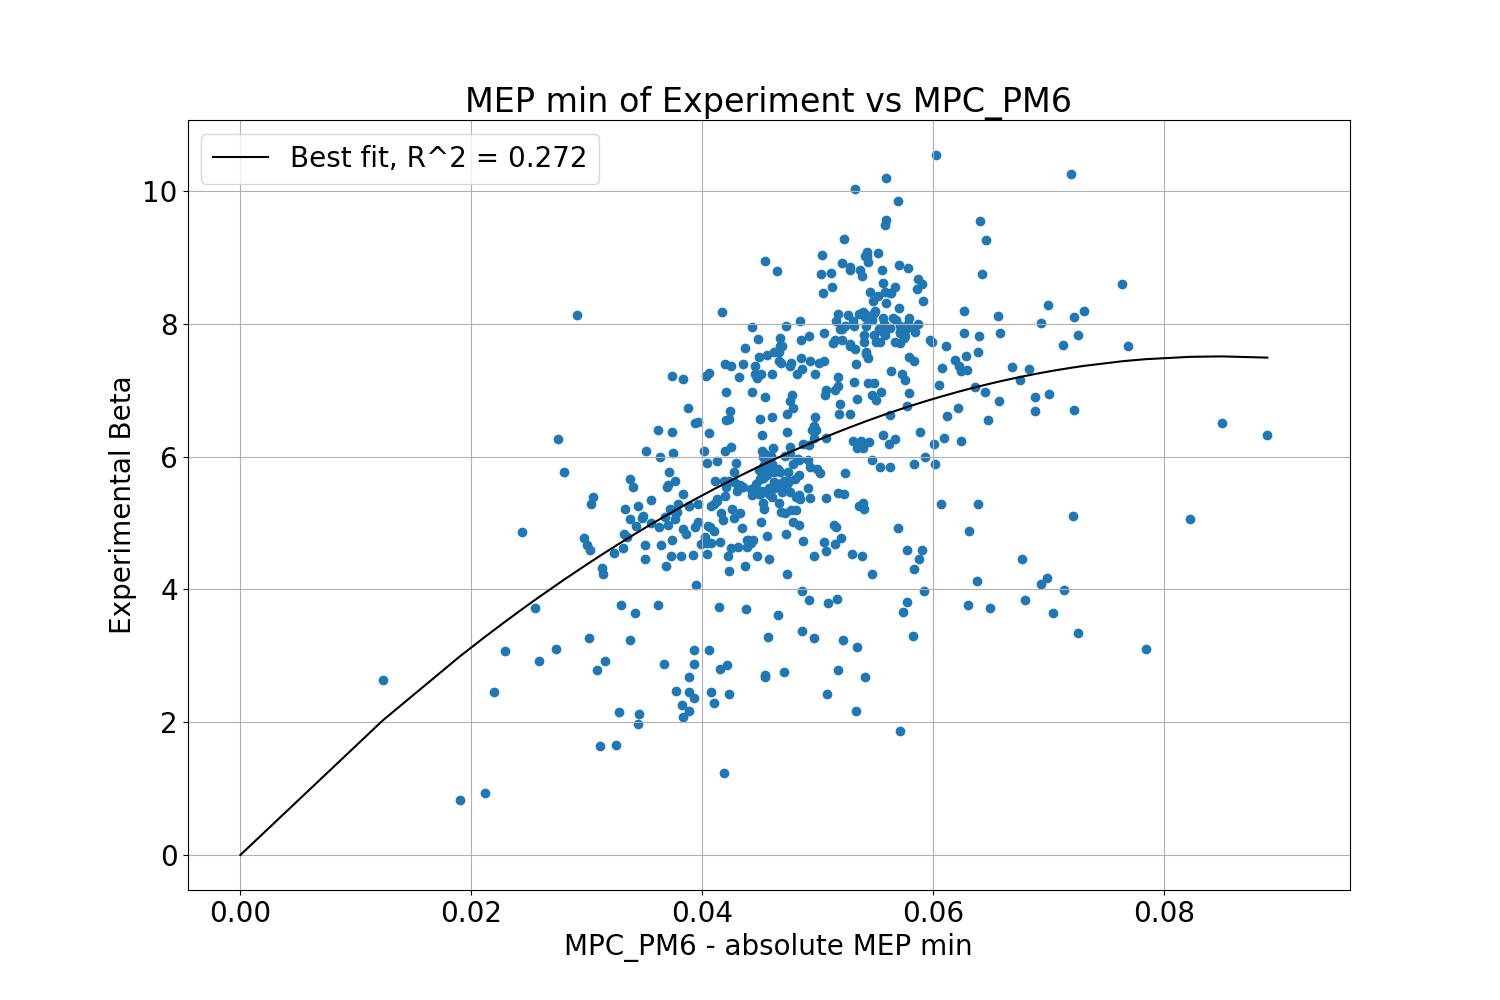 MEP min of Experiment vs MPC_PM6
Best fit, R^2 = 0.272
Experimental Beta
10
8
6
4
2
0
0.00 0.02 0.04 0.06 0.08
MPC_PM6 - absolute MEP min